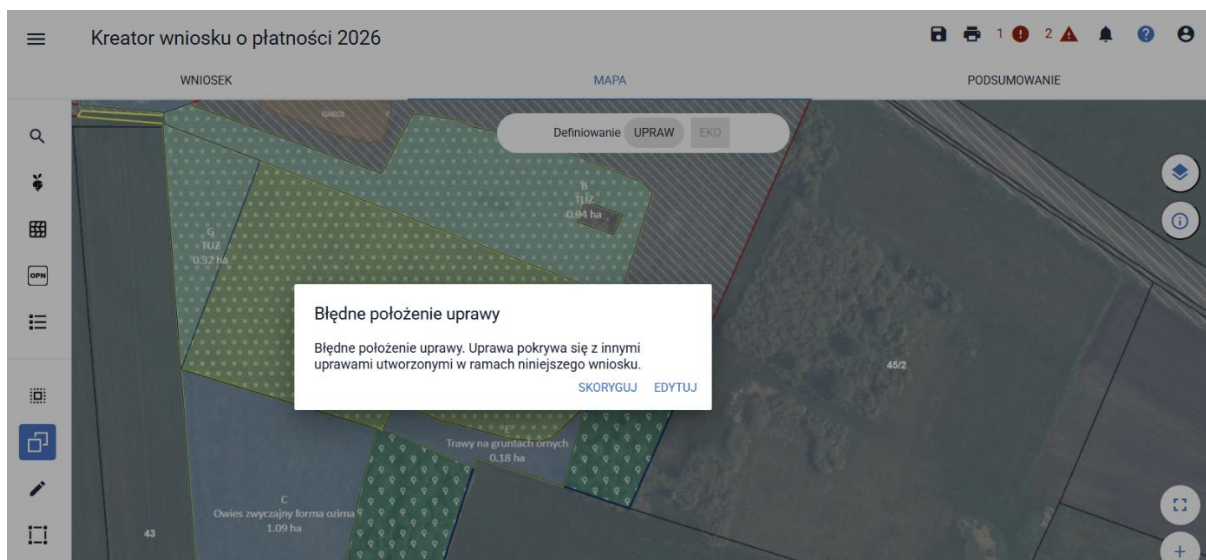 Kreator wniosku o płatności 2026
1
2
WNIOSEK
MAPA
PODSUMOWANIE
Definiowanie UPRAW EKO
B
TUZ
0.94 ha
G
TUZ
0.32 ha
OPN
Błędne położenie uprawy
Błędne położenie uprawy. Uprawa pokrywa się z innymi
uprawami utworzonymi w ramach niniejszego wniosku.
SKORYGUJ EDYTUJ
45/2
E
Trawy na gruntach ornych
0.18 ha
C
Owies zwyczajny forma ozima
1.09 ha
43